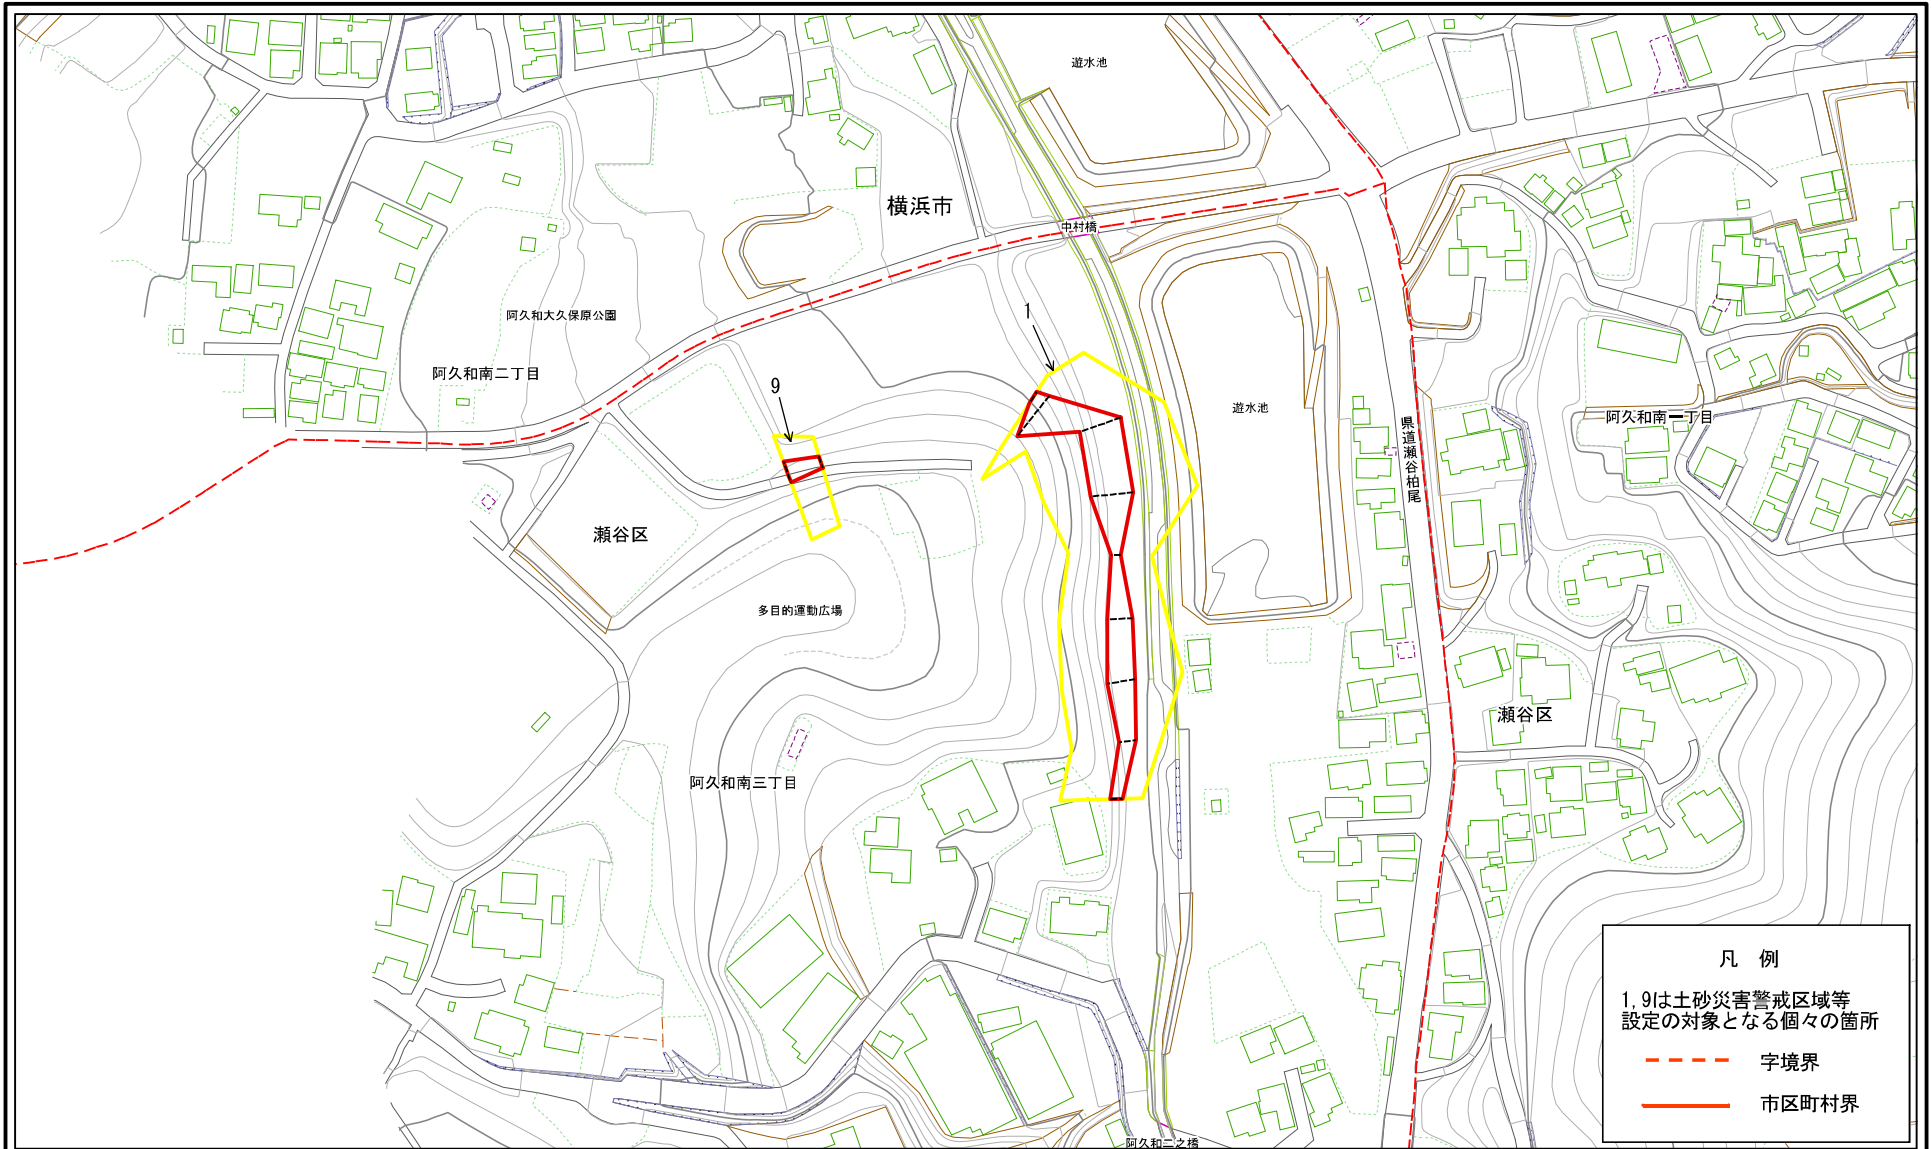 遊水池
横浜市
中村橋
1
阿久和大久保原公園
阿久和南二丁目
9
遊水池
県道瀬谷柏尾
阿久和南一丁目
瀬谷区
多目的運動広場
瀬谷区
阿久和南三丁目
阿久和二之橋
凡 例
1,9は土砂災害警戒区域等
設定の対象となる個々の箇所
字境界
市区町村界